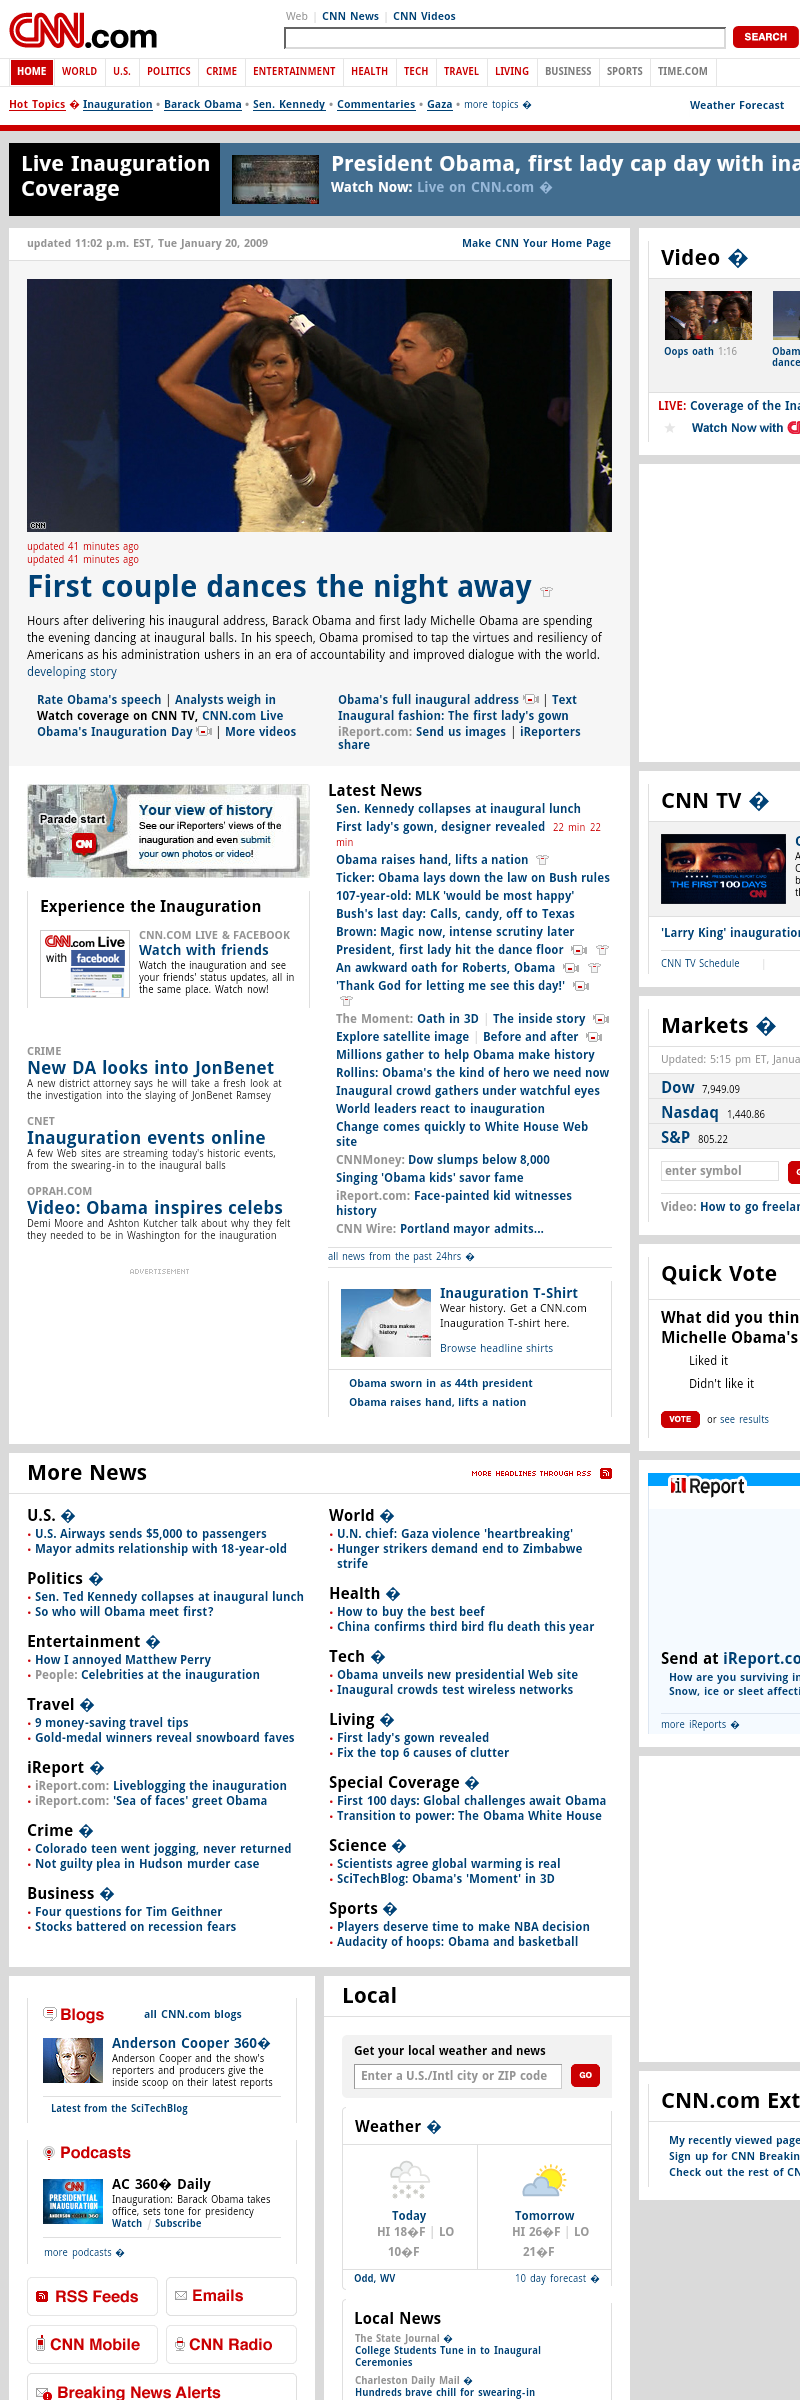 CNN.com
Web | CNN News | CNN Videos
SEARCH
HOME WORLD U.S. POLITICS CRIME ENTERTAINMENT HEALTH TECH TRAVEL LIVING BUSINESS SPORTS TIME.COM
Hot Topics � Inauguration • Barack Obama • Sen. Kennedy • Commentaries • Gaza • more topics �
Weather Forecast
Live Inauguration
Coverage
President Obama, first lady cap day with ina
Watch Now: Live on CNN.com �
updated 11:02 p.m. EST, Tue January 20, 2009
Make CNN Your Home Page
CNN
updated 41 minutes ago
updated 41 minutes ago
First couple dances the night away
Hours after delivering his inaugural address, Barack Obama and first lady Michelle Obama are spending
the evening dancing at inaugural balls. In his speech, Obama promised to tap the virtues and resiliency of
Americans as his administration ushers in an era of accountability and improved dialogue with the world.
developing story
Rate Obama's speech | Analysts weigh in
Watch coverage on CNN TV, CNN.com Live
Obama's Inauguration Day | More videos
Obama's full inaugural address | Text
Inaugural fashion: The first lady's gown
iReport.com: Send us images | iReporters
share
Parade start
CNN
Your view of history
See our iReporters' views of the
inauguration and even submit
your own photos or video!
Experience the Inauguration
CNN.com Live
with facebook
CNN.COM LIVE & FACEBOOK
Watch with friends
Watch the inauguration and see
your friends' status updates, all in
the same place. Watch now!
CRIME
New DA looks into JonBenet
A new district attorney says he will take a fresh look at
the investigation into the slaying of JonBenet Ramsey
CNET
Inauguration events online
A few Web sites are streaming today's historic events,
from the swearing-in to the inaugural balls
OPRAH.COM
Video: Obama inspires celebs
Demi Moore and Ashton Kutcher talk about why they felt
they needed to be in Washington for the inauguration
ADVERTISEMENT
Latest News
Sen. Kennedy collapses at inaugural lunch
First lady's gown, designer revealed 22 min 22
min
Obama raises hand, lifts a nation
Ticker: Obama lays down the law on Bush rules
107-year-old: MLK 'would be most happy'
Bush's last day: Calls, candy, off to Texas
Brown: Magic now, intense scrutiny later
President, first lady hit the dance floor
An awkward oath for Roberts, Obama
'Thank God for letting me see this day!'
The Moment: Oath in 3D | The inside story
Explore satellite image | Before and after
Millions gather to help Obama make history
Rollins: Obama's the kind of hero we need now
Inaugural crowd gathers under watchful eyes
World leaders react to inauguration
Change comes quickly to White House Web
site
CNNMoney: Dow slumps below 8,000
Singing 'Obama kids' savor fame
iReport.com: Face-painted kid witnesses
history
CNN Wire: Portland mayor admits...
all news from the past 24hrs �
Obama makes
history
Inauguration T-Shirt
Wear history. Get a CNN.com
Inauguration T-shirt here.
Browse headline shirts
Obama sworn in as 44th president
Obama raises hand, lifts a nation
Video �
Oops oath 1:16
Obam
dance
LIVE: Coverage of the Ina
Watch Now with
CNN TV �
THE FIRST 100 DAYS
CNN
'Larry King' inauguration
CNN TV Schedule |
Markets �
Updated: 5:15 pm ET, Janua
Dow 7,949.09
Nasdaq 1,440.86
S&P 805.22
enter symbol
Video: How to go freelan
Quick Vote
What did you thin
Michelle Obama's
Liked it
Didn't like it
VOTE or see results
iReport
Send at iReport.co
How are you surviving in
Snow, ice or sleet affecti
more iReports �
More News
MORE HEADLINES THROUGH RSS
U.S. �
U.S. Airways sends $5,000 to passengers
Mayor admits relationship with 18-year-old
Politics �
Sen. Ted Kennedy collapses at inaugural lunch
So who will Obama meet first?
Entertainment �
How I annoyed Matthew Perry
People: Celebrities at the inauguration
Travel �
9 money-saving travel tips
Gold-medal winners reveal snowboard faves
iReport �
iReport.com: Liveblogging the inauguration
iReport.com: 'Sea of faces' greet Obama
Crime �
Colorado teen went jogging, never returned
Not guilty plea in Hudson murder case
Business �
Four questions for Tim Geithner
Stocks battered on recession fears
World �
U.N. chief: Gaza violence 'heartbreaking'
Hunger strikers demand end to Zimbabwe
strife
Health �
How to buy the best beef
China confirms third bird flu death this year
Tech �
Obama unveils new presidential Web site
Inaugural crowds test wireless networks
Living �
First lady's gown revealed
Fix the top 6 causes of clutter
Special Coverage �
First 100 days: Global challenges await Obama
Transition to power: The Obama White House
Science �
Scientists agree global warming is real
SciTechBlog: Obama's 'Moment' in 3D
Sports �
Players deserve time to make NBA decision
Audacity of hoops: Obama and basketball
Blogs
all CNN.com blogs
Anderson Cooper 360�
Anderson Cooper and the show's
reporters and producers give the
inside scoop on their latest reports
Latest from the SciTechBlog
Podcasts
CNN
PRESIDENTIAL
INAUGURATION
ANDERSON COOPER 360
AC 360� Daily
Inauguration: Barack Obama takes
office, sets tone for presidency
Watch / Subscribe
more podcasts �
RSS Feeds
Emails
CNN Mobile
CNN Radio
Breaking News Alerts
Local
Get your local weather and news
Enter a U.S./Intl city or ZIP code
GO
Weather �
Today
HI 18�F | LO
10�F
Tomorrow
HI 26�F | LO
21�F
Odd, WV
10 day forecast �
Local News
The State Journal �
College Students Tune in to Inaugural
Ceremonies
Charleston Daily Mail �
Hundreds brave chill for swearing-in
CNN.com Ext
My recently viewed page
Sign up for CNN Breakin
Check out the rest of CN